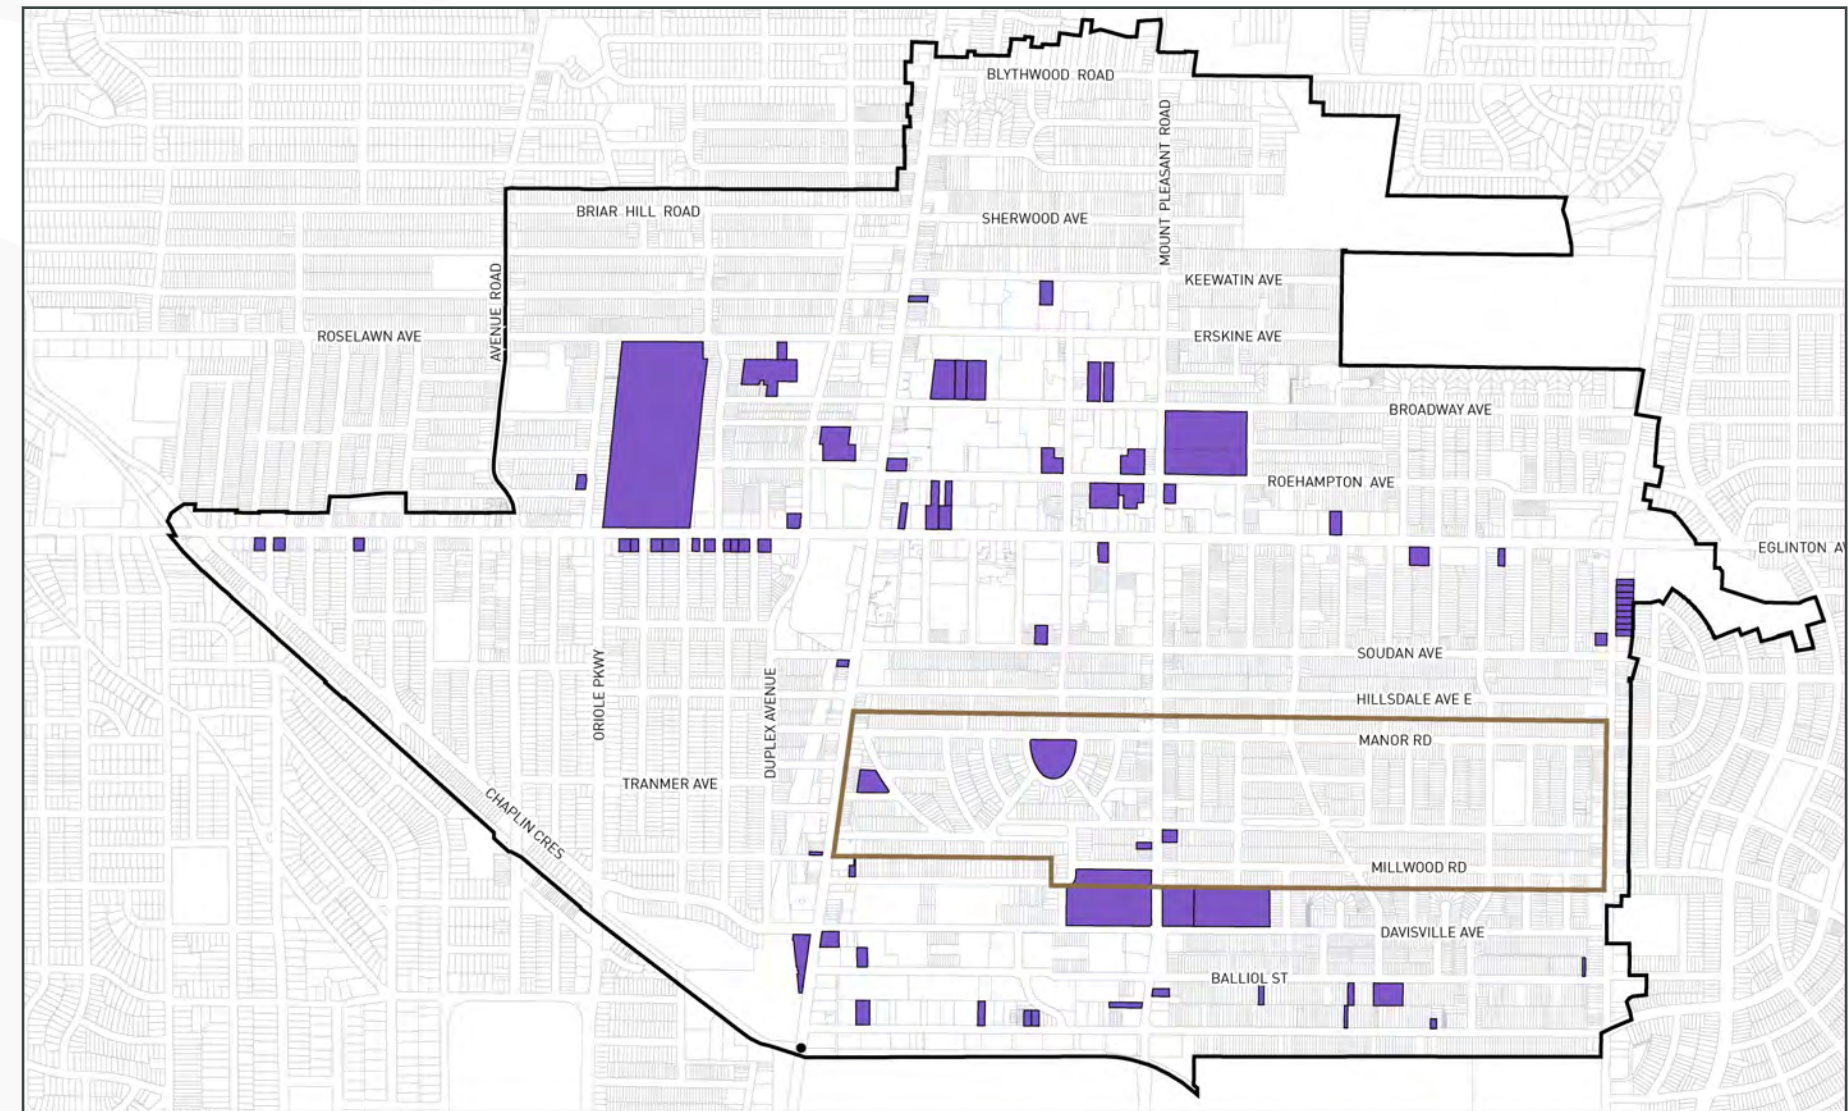 BLYTHWOOD ROAD
MOUNT PLEASANT ROAD
BRIAR HILL ROAD
SHERWOOD AVE
KEEWATIN AVE
AVENUE ROAD
ROSELAWN AVE
ERSKINE AVE
BROADWAY AVE
ROEHAMPTON AVE
EGLINTON AV
SOUDAN AVE
ORIOLE PKWY
DUPLEX AVENUE
HILLSDALE AVE E
MANOR RD
TRANMER AVE
CHAPLIN CRES
MILLWOOD RD
DAVISVILLE AVE
BALLIOL ST